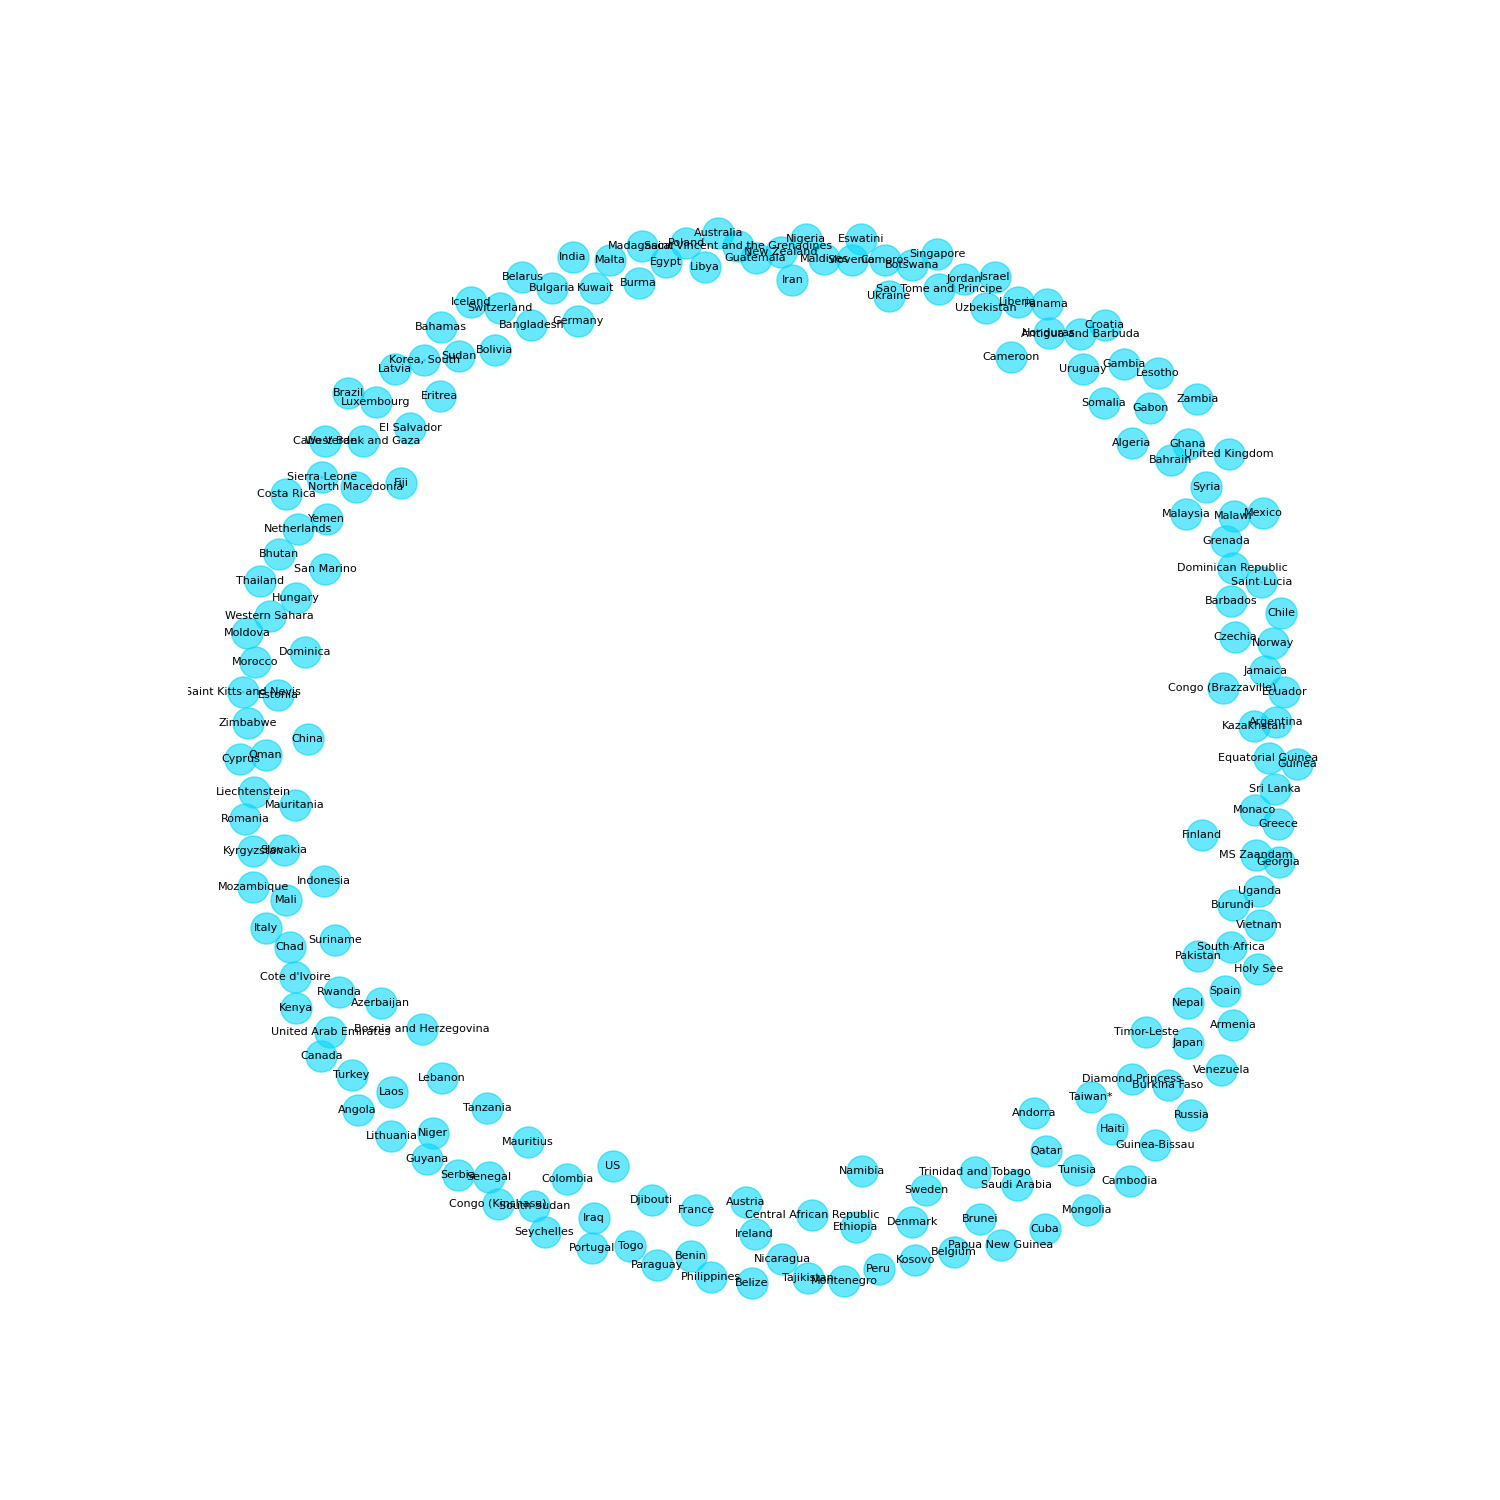 Australia
Nigeria
Eswatini
Madagascar
Poland
Saint Vincent and the Grenadines
New Zealand
Singapore
India
Malta
Egypt
Libya
Guatemala
Maldives
Slovenia
Comoros
Botswana
Belarus
Bulgaria
Kuwait
Burma
Iran
Jordan
Israel
Sao Tome and Principe
Ukraine
Iceland
Switzerland
Uzbekistan
Liberia
Panama
Bahamas
Bangladesh
Germany
Honduras
Antigua and Barbuda
Croatia
Korea, South
Sudan
Bolivia
Cameroon
Latvia
Uruguay
Gambia
Lesotho
Brazil
Luxembourg
Eritrea
Somalia
Gabon
Zambia
El Salvador
Cabo Verde
West Bank and Gaza
Algeria
Ghana
Bahrain
United Kingdom
Sierra Leone
North Macedonia
Fiji
Syria
Costa Rica
Yemen
Malaysia
Malawi
Mexico
Netherlands
Grenada
Bhutan
San Marino
Dominican Republic
Thailand
Saint Lucia
Hungary
Barbados
Western Sahara
Chile
Moldova
Czechia
Norway
Dominica
Morocco
Jamaica
Saint Kitts and Nevis
Estonia
Congo (Brazzaville)
Ecuador
Zimbabwe
Kazakhstan
Argentina
China
Cyprus
Oman
Equatorial Guinea
Guinea
Liechtenstein
Mauritania
Sri Lanka
Monaco
Romania
Greece
Finland
Kyrgyzstan
Slovakia
MS Zaandam
Georgia
Indonesia
Mozambique
Mali
Uganda
Burundi
Italy
Vietnam
Chad
Suriname
South Africa
Pakistan
Cote d'Ivoire
Holy See
Rwanda
Azerbaijan
Spain
Kenya
Nepal
United Arab Emirates
Bosnia and Herzegovina
Timor-Leste
Armenia
Canada
Japan
Turkey
Lebanon
Diamond Princess
Burkina Faso
Venezuela
Laos
Taiwan*
Angola
Tanzania
Andorra
Russia
Lithuania
Niger
Mauritius
Haiti
Guinea-Bissau
Guyana
US
Namibia
Qatar
Tunisia
Serbia
Senegal
Colombia
Trinidad and Tobago
Saudi Arabia
Cambodia
Congo (Kinshasa)
South Sudan
Djibouti
France
Austria
Sweden
Mongolia
Seychelles
Iraq
Central African Republic
Ireland
Ethiopia
Denmark
Brunei
Cuba
Portugal
Togo
Paraguay
Benin
Nicaragua
Kosovo
Belgium
Papua New Guinea
Philippines
Belize
Tajikistan
Montenegro
Peru